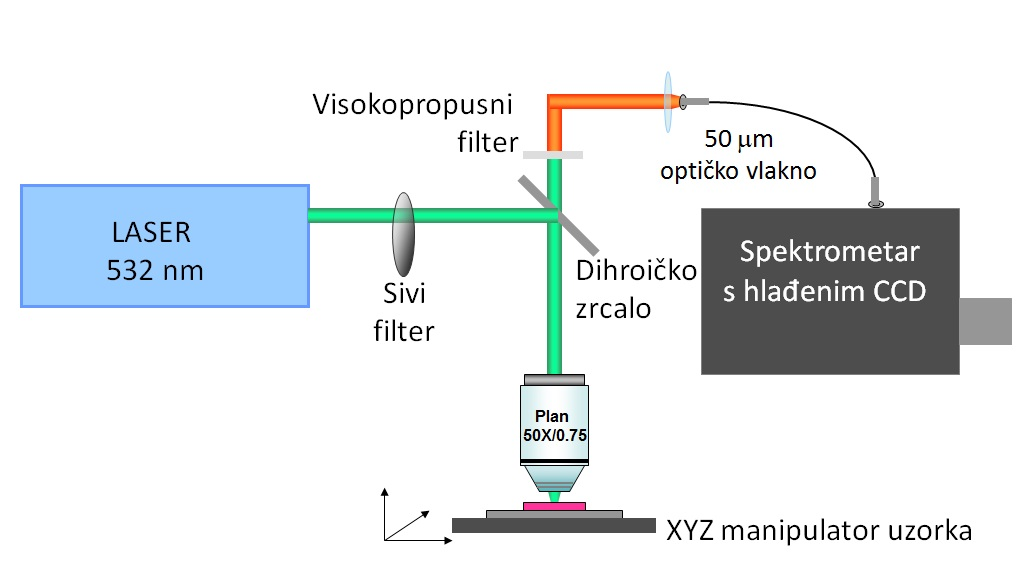 Visokopropusni
filter
50 μm
optičko vlakno
LASER
532 nm
Sivi
filter
Dihroičko
zrcalo
Spektrometar
s hlađenim CCD
Plan
50X/0.75
XYZ manipulator uzorka